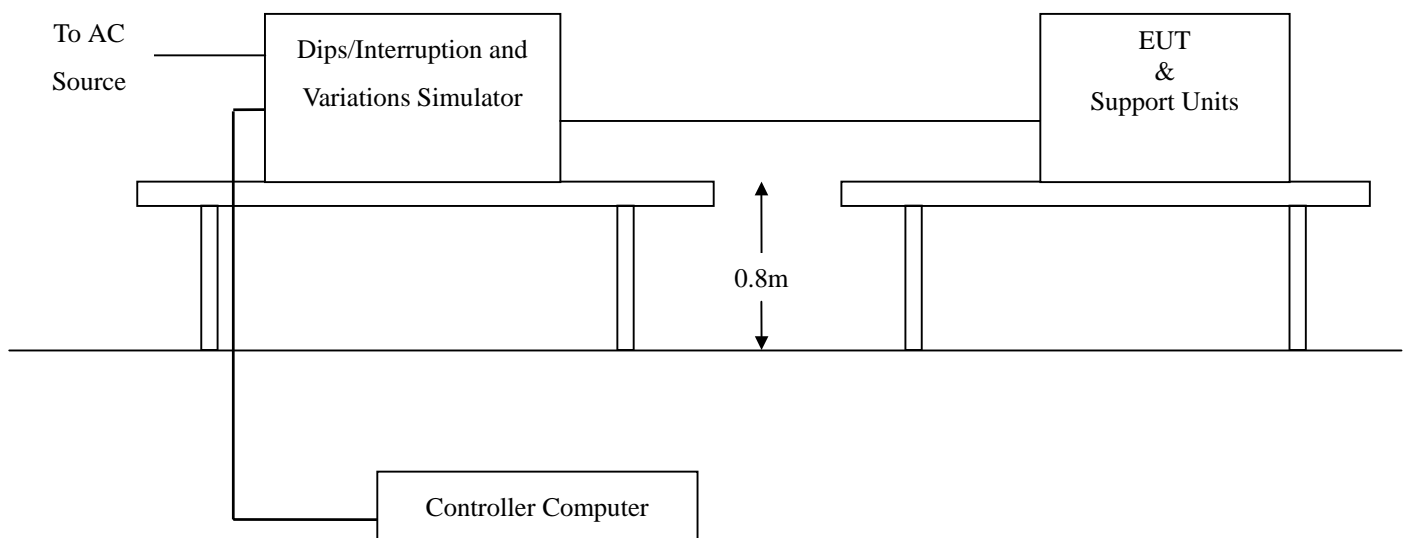 To AC
Source
Dips/Interruption and
Variations Simulator
EUT
&
Support Units
0.8m
Controller Computer